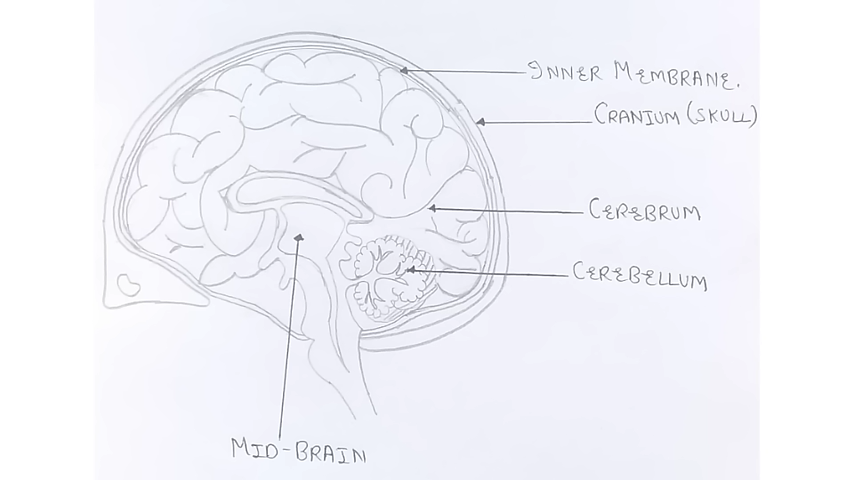 INNER MEMBRANE.
CRANIUM (SKULL)
CEREBRUM
CEREBELLUM
MID-BRAIN